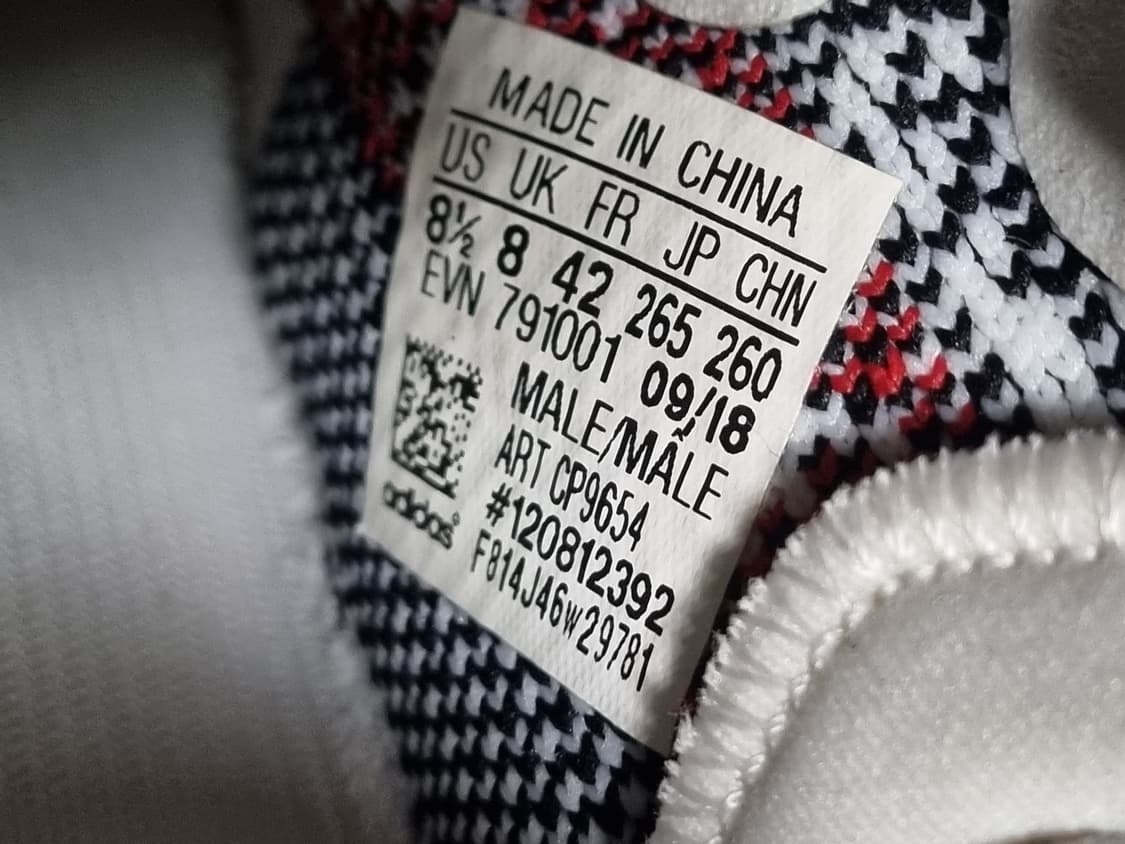 MADE IN CHINA
US UK FR JP CHN
8½ 8 42 265 260
EVN 791001 09/18
MALE/MÂLE
ART CP9654
#120812392
F814J46W29781
adidas